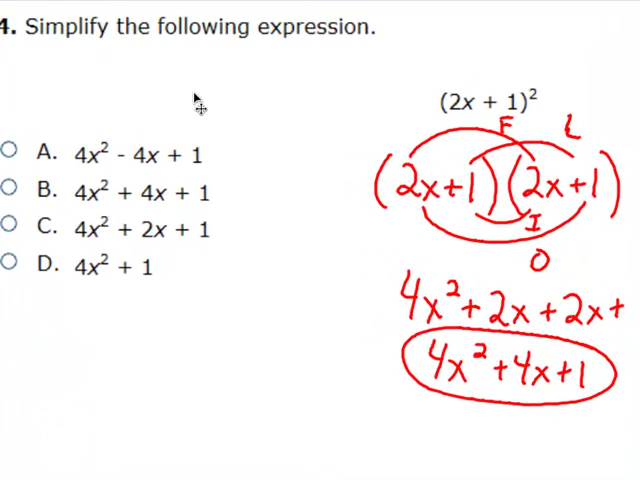 4. Simplify the following expression.
(2x + 1)²
F L
(2x+1)(2x+1)
I
O
4x²+2x+2x+
4x²+4x+1
A. 4x² - 4x + 1
B. 4x² + 4x + 1
C. 4x² + 2x + 1
D. 4x² + 1